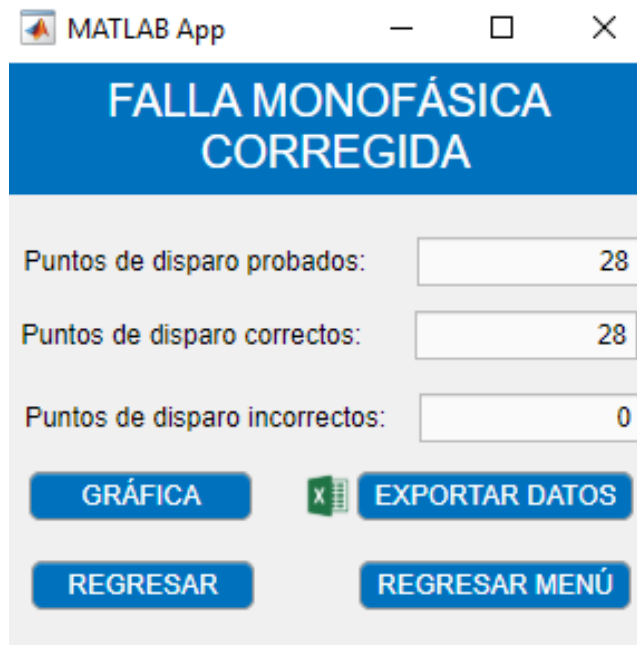 MATLAB App
FALLA MONOFÁSICA
CORREGIDA
Puntos de disparo probados: 28
Puntos de disparo correctos: 28
Puntos de disparo incorrectos: 0
GRÁFICA EXPORTAR DATOS
REGRESAR REGRESAR MENÚ